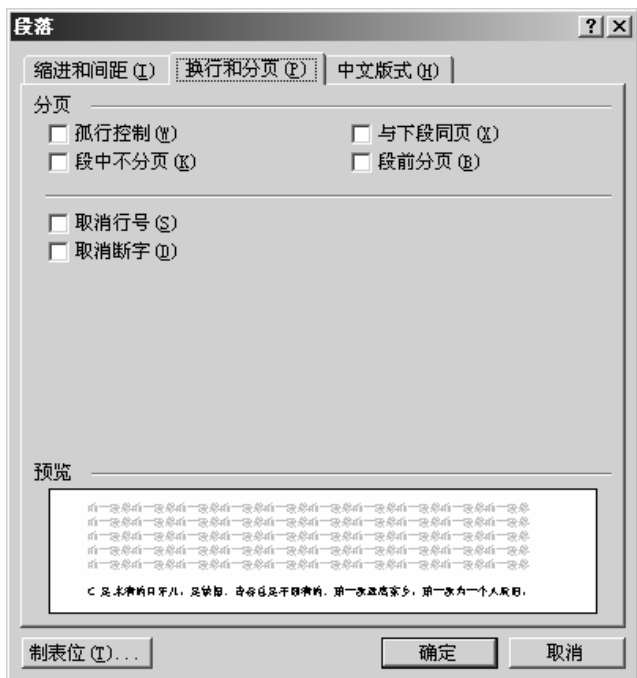 段落
缩进和间距(I) 换行和分页(P) 中文版式(H)
分页
孤行控制(W) 与下段同页(X)
段中不分页(K) 段前分页(B)
取消行号(S)
取消断字(D)
预览
制表位(T)... 确定 取消